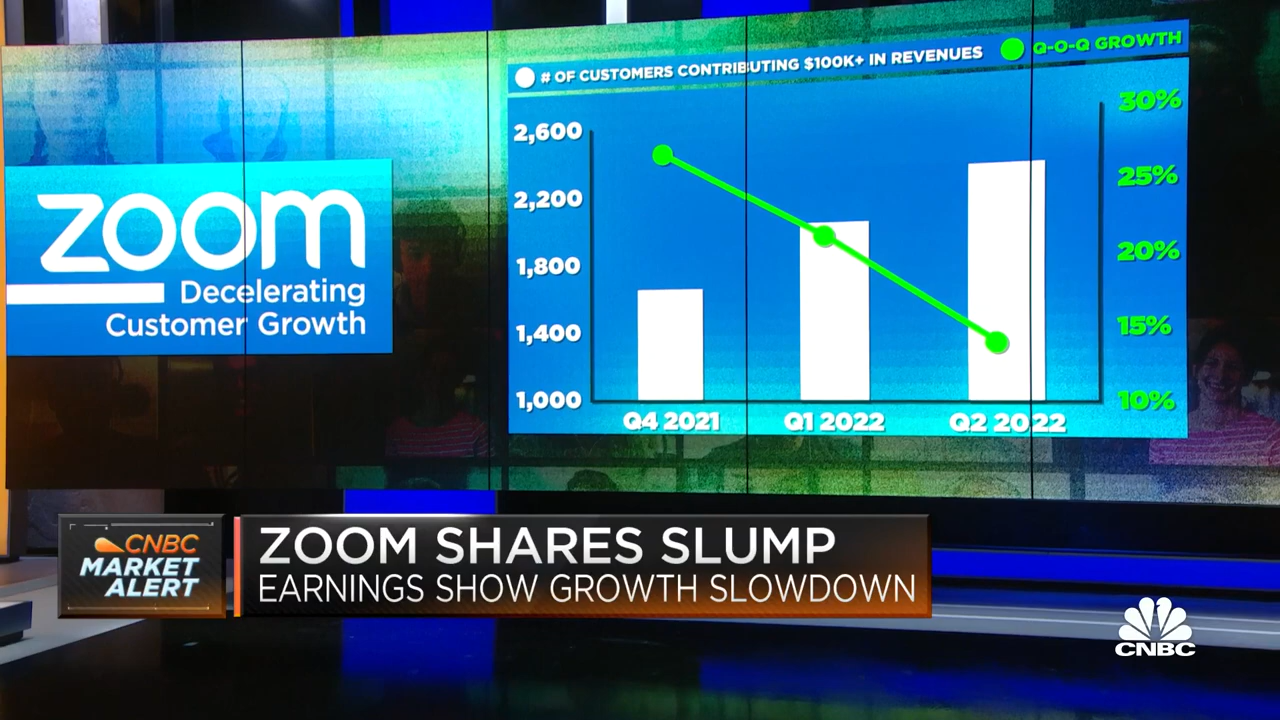 # OF CUSTOMERS CONTRIBUTING $100K+ IN REVENUES
Q-O-Q GROWTH
2,600
2,200
1,800
1,400
1,000
30%
25%
20%
15%
10%
Q4 2021
Q1 2022
Q2 2022
zoom
Decelerating
Customer Growth
CNBC
MARKET
ALERT
ZOOM SHARES SLUMP
EARNINGS SHOW GROWTH SLOWDOWN
CNBC